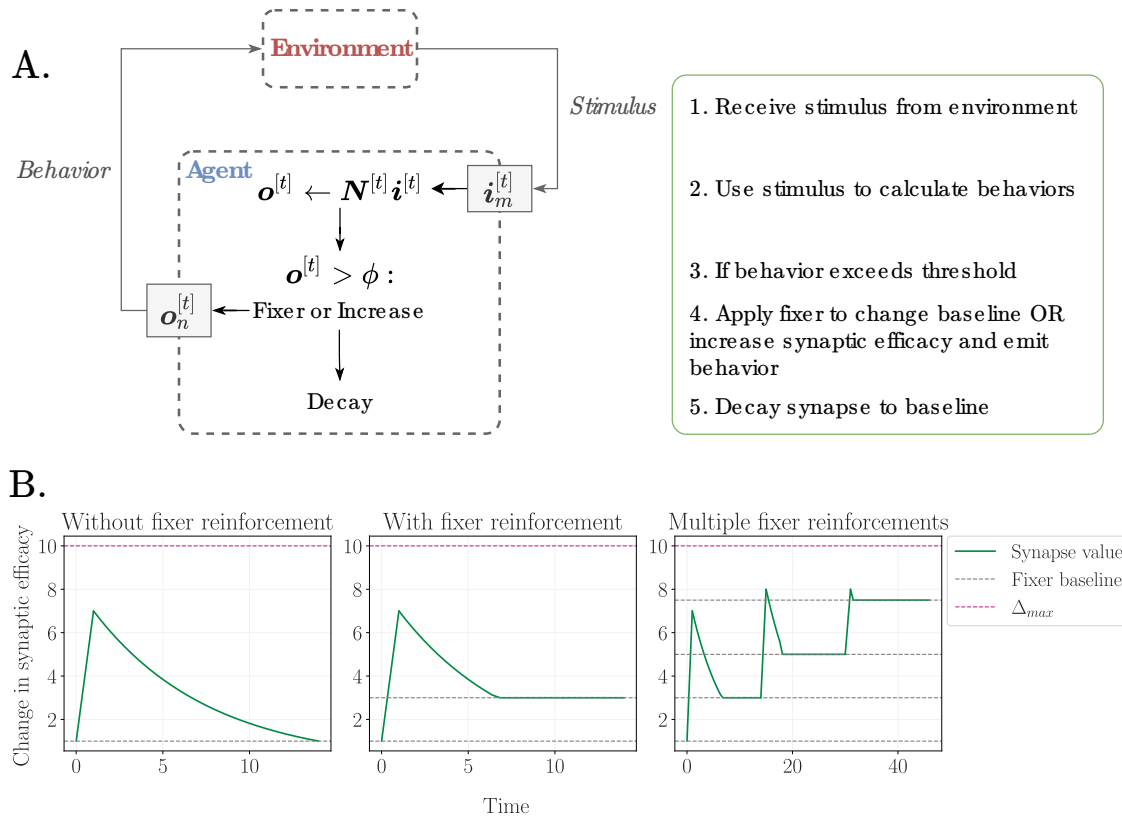 A.
Environment
Stimulus
Behavior
Agent
o^{[t]} ← N^{[t]} i^{[t]}
i_m^{[t]}
o^{[t]} > ϕ :
Fixer or Increase
o_n^{[t]}
Decay
1. Receive stimulus from environment
2. Use stimulus to calculate behaviors
3. If behavior exceeds threshold
4. Apply fixer to change baseline OR
increase synaptic efficacy and emit
behavior
5. Decay synapse to baseline
B.
Change in synaptic efficacy
Without fixer reinforcement
10
8
6
4
2
0 5 10
With fixer reinforcement
10
8
6
4
2
0 5 10
Multiple fixer reinforcements
10
8
6
4
2
0 20 40
Synapse value
Fixer baseline
Δ_{max}
Time